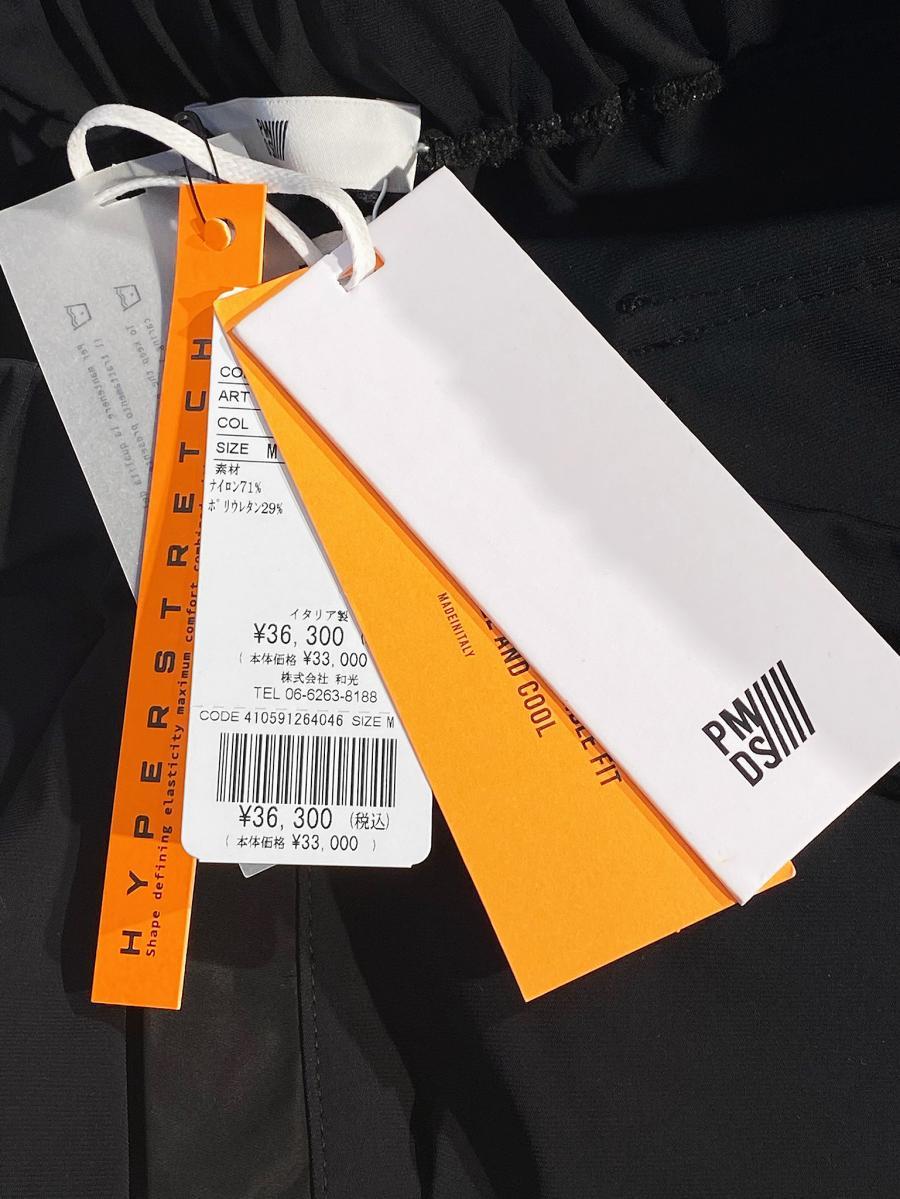 PM
DS
HYPERSTRETCH
Shape defining elasticity maximum comfort combined
CO
ART
COL
SIZE M
素材
ナイロン71%
ポリウレタン29%
イタリア製
¥36,300
(本体価格 ¥33,000
株式会社 和光
TEL 06-6263-8188
CODE 410591264046 SIZE M
¥36,300 (税込)
(本体価格 ¥33,000 )
MADEINITALY
AND COOL
FIT
PM
DS